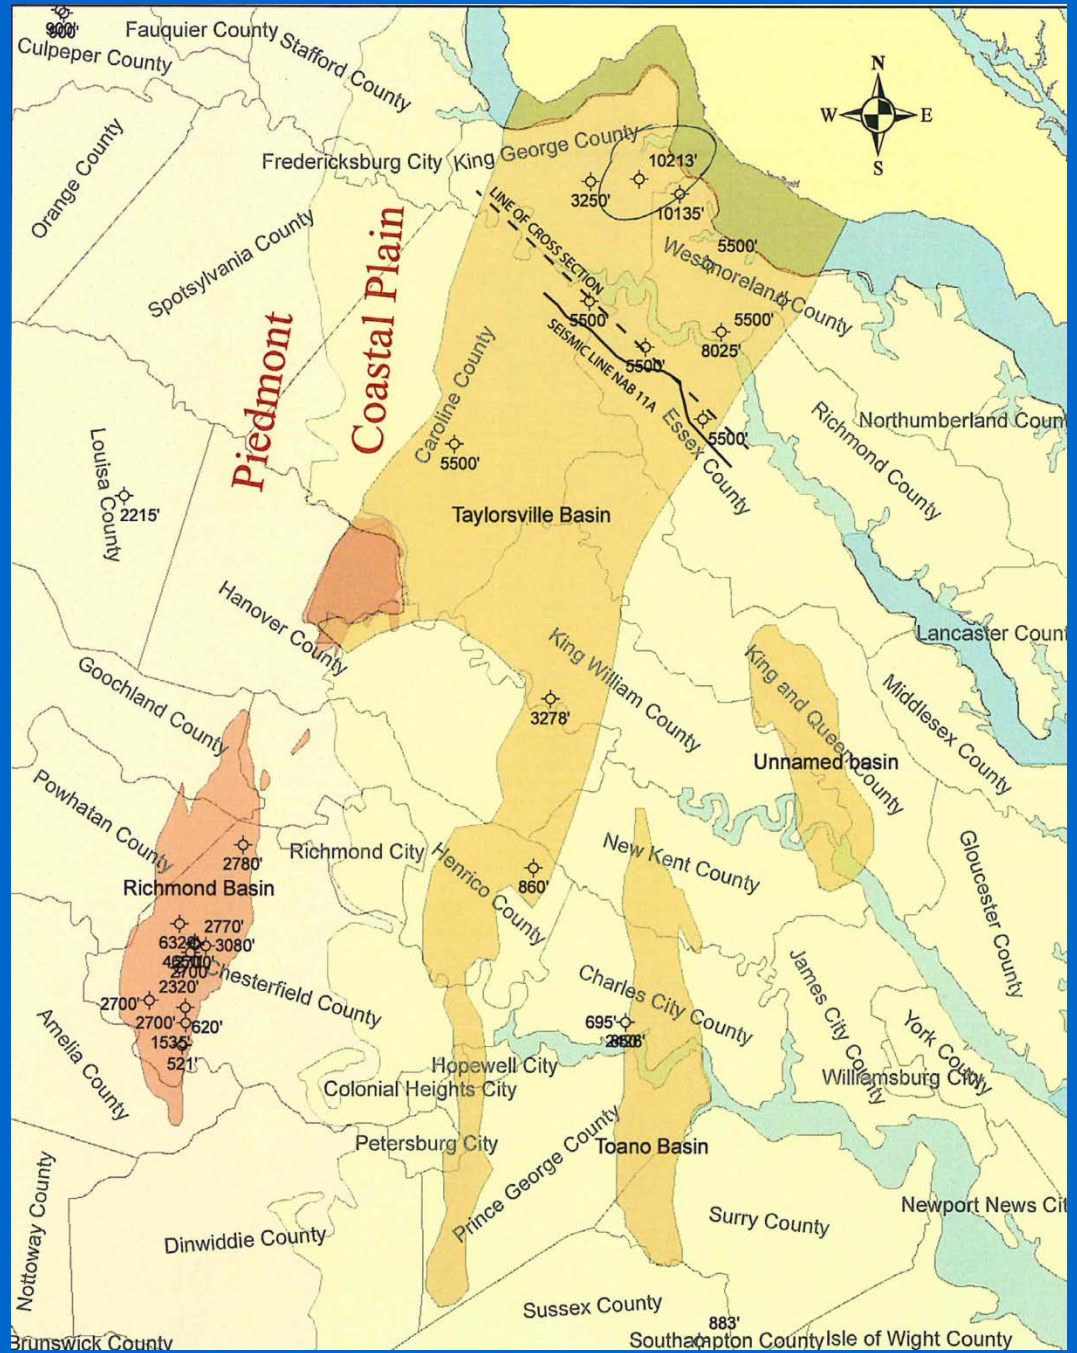 900'
Fauquier County
Culpeper County
Stafford County
N
W
E
S
Orange County
Fredericksburg City
King George County
10213'
3250'
10135'
LINE OF CROSS SECTION
Spotsylvania County
Coastal Plain
5500'
Westmoreland County
5500'
5500'
8025'
SEISMIC LINE NAB 11A
5500'
Piedmont
Caroline County
Essex County
5500'
Richmond County
Northumberland Coun
5500'
Louisa County
2215'
Taylorsville Basin
Hanover County
Lancaster Count
King William County
King and Queen County
Goochland County
Middlesex County
3278'
Unnamed basin
Powhatan County
Richmond City
2780'
Henrico County
New Kent County
860'
Gloucester County
Richmond Basin
2770'
3080'
2700'
2320'
Chesterfield County
2700'
2700'
620'
1535'
521'
Amelia County
Charles City County
695'
James City County
York County
Hopewell City
Colonial Heights City
Williamsburg City
Petersburg City
Prince George County
Toano Basin
Nottoway County
Dinwiddie County
Surry County
Newport News Cit
Sussex County
883'
Brunswick County
Southampton County
Isle of Wight County